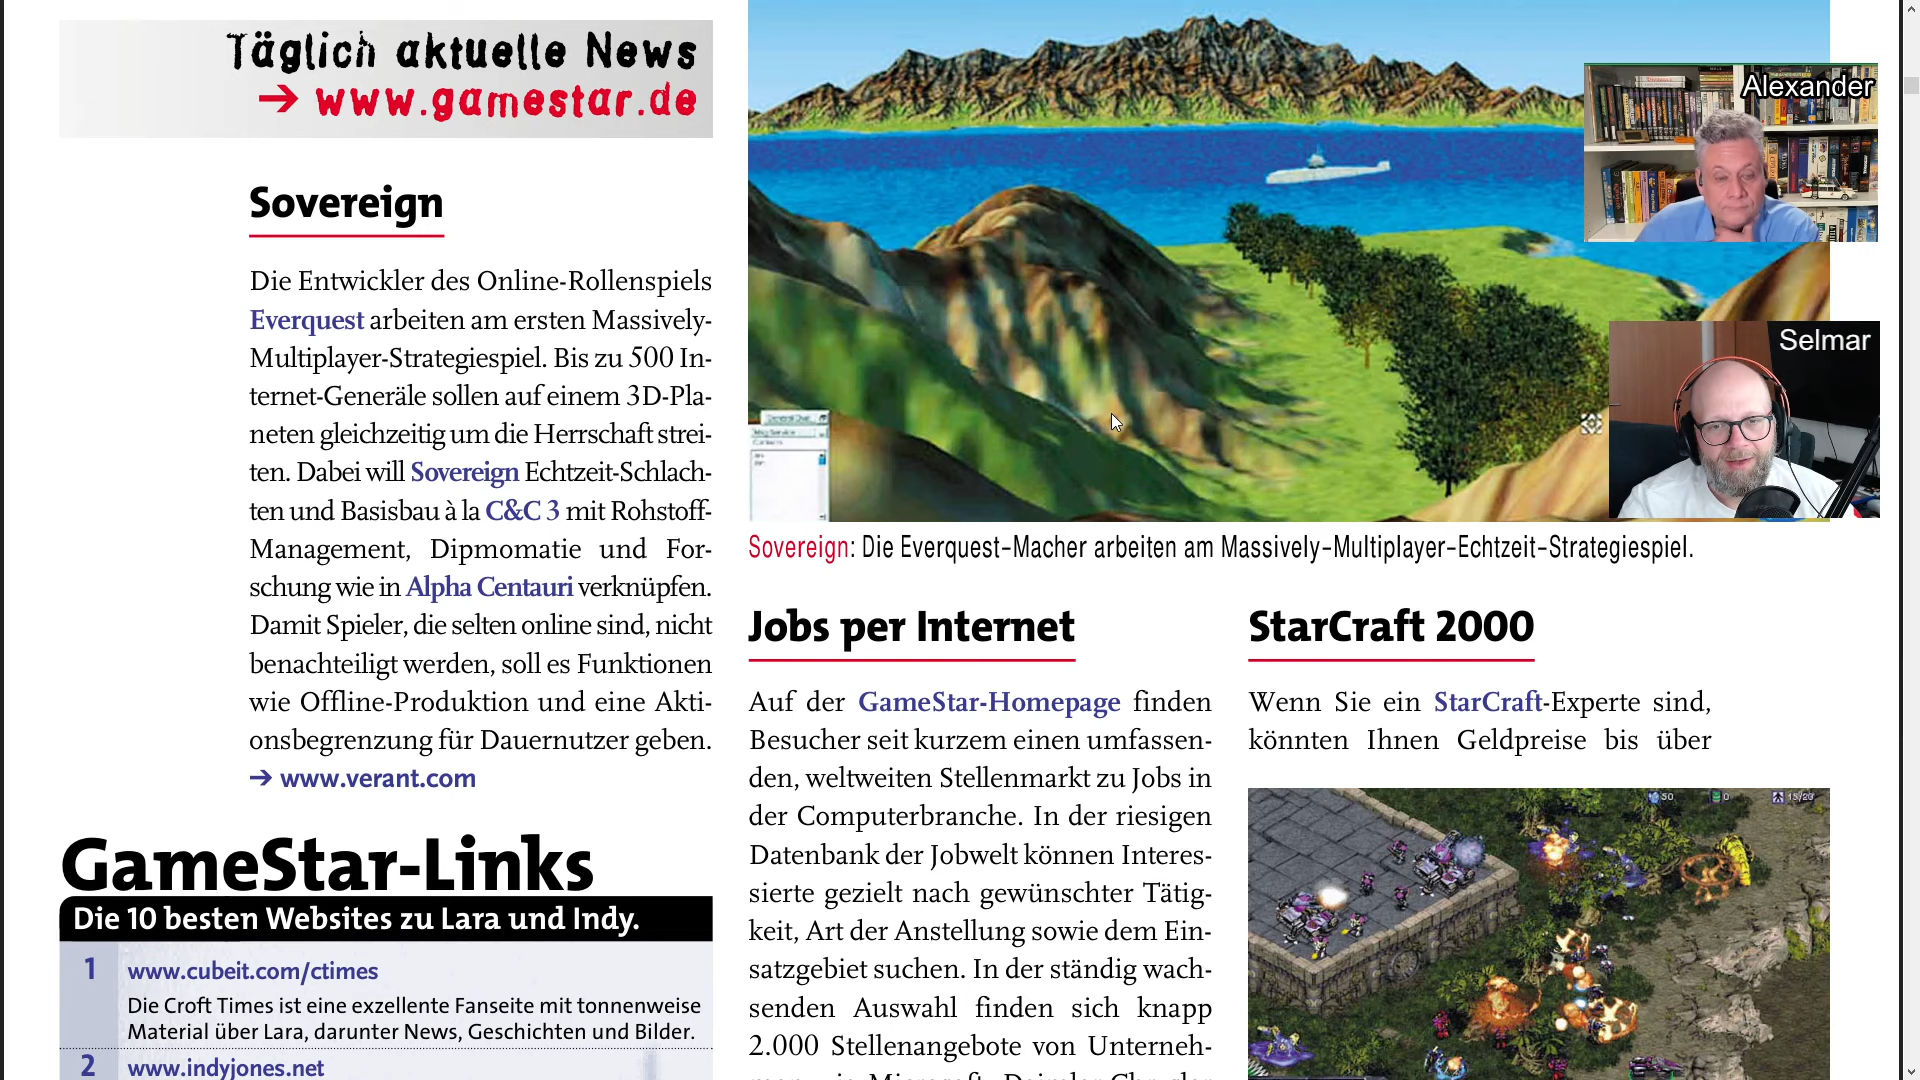 Täglich aktuelle News
→ www.gamestar.de
Sovereign
Die Entwickler des Online-Rollenspiels
Everquest arbeiten am ersten Massively-
Multiplayer-Strategiespiel. Bis zu 500 In-
ternet-Generäle sollen auf einem 3D-Pla-
neten gleichzeitig um die Herrschaft strei-
ten. Dabei will Sovereign Echtzeit-Schlach-
ten und Basisbau à la C&C 3 mit Rohstoff-
Management, Dipmomatie und For-
schung wie in Alpha Centauri verknüpfen.
Damit Spieler, die selten online sind, nicht
benachteiligt werden, soll es Funktionen
wie Offline-Produktion und eine Akti-
onsbegrenzung für Dauernutzer geben.
→ www.verant.com
GameStar-Links
Die 10 besten Websites zu Lara und Indy.
1 www.cubeit.com/ctimes
Die Croft Times ist eine exzellente Fanseite mit tonnenweise
Material über Lara, darunter News, Geschichten und Bilder.
2 www.indyjones.net
Alexander
Selmar
Sovereign: Die Everquest-Macher arbeiten am Massively-Multiplayer-Echtzeit-Strategiespiel.
Jobs per Internet
Auf der GameStar-Homepage finden
Besucher seit kurzem einen umfassen-
den, weltweiten Stellenmarkt zu Jobs in
der Computerbranche. In der riesigen
Datenbank der Jobwelt können Interes-
sierte gezielt nach gewünschter Tätig-
keit, Art der Anstellung sowie dem Ein-
satzgebiet suchen. In der ständig wach-
senden Auswahl finden sich knapp
2.000 Stellenangebote von Unterneh-
StarCraft 2000
Wenn Sie ein StarCraft-Experte sind,
könnten Ihnen Geldpreise bis über
50 0 15/20